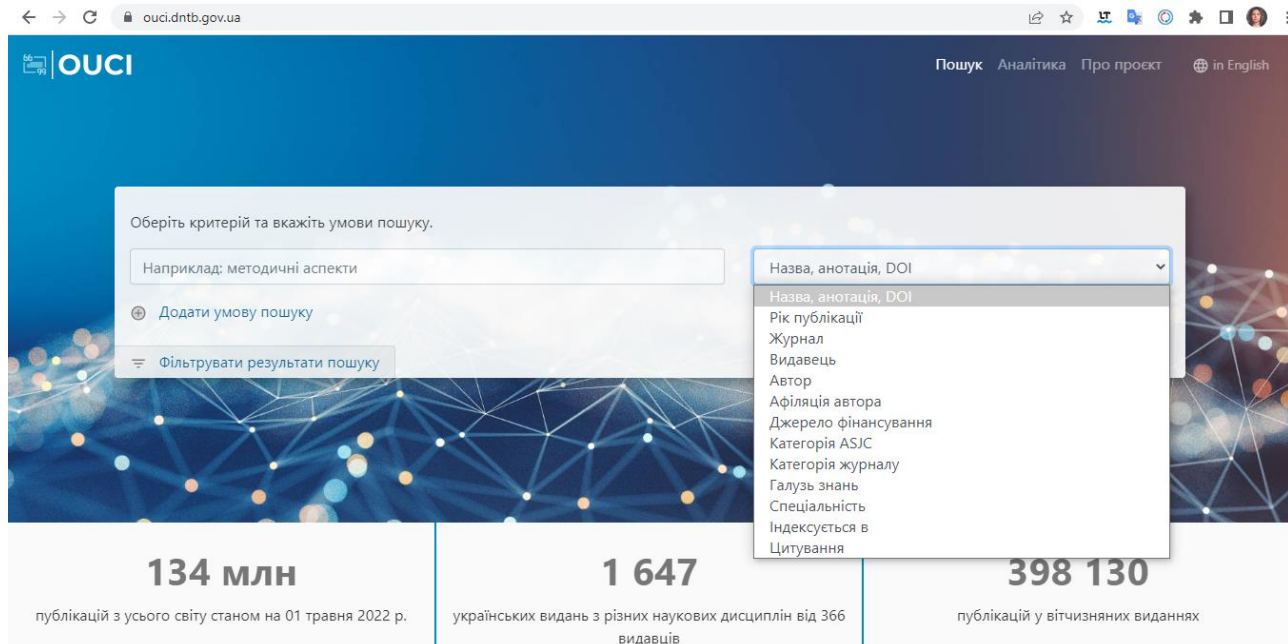 ouci.dntb.gov.ua
OUCI
Пошук Аналітика Про проєкт in English
Оберіть критерій та вкажіть умови пошуку.
Наприклад: методичні аспекти
Назва, анотація, DOI
Назва, анотація, DOI
Рік публікації
Журнал
Видавець
Автор
Афіляція автора
Джерело фінансування
Категорія ASJC
Категорія журналу
Галузь знань
Спеціальність
Індексується в
Цитування
Додати умову пошуку
Фільтрувати результати пошуку
134 млн
публікацій з усього світу станом на 01 травня 2022 р.
1 647
українських видань з різних наукових дисциплін від 366
видавців
398 130
публікацій у вітчизняних виданнях